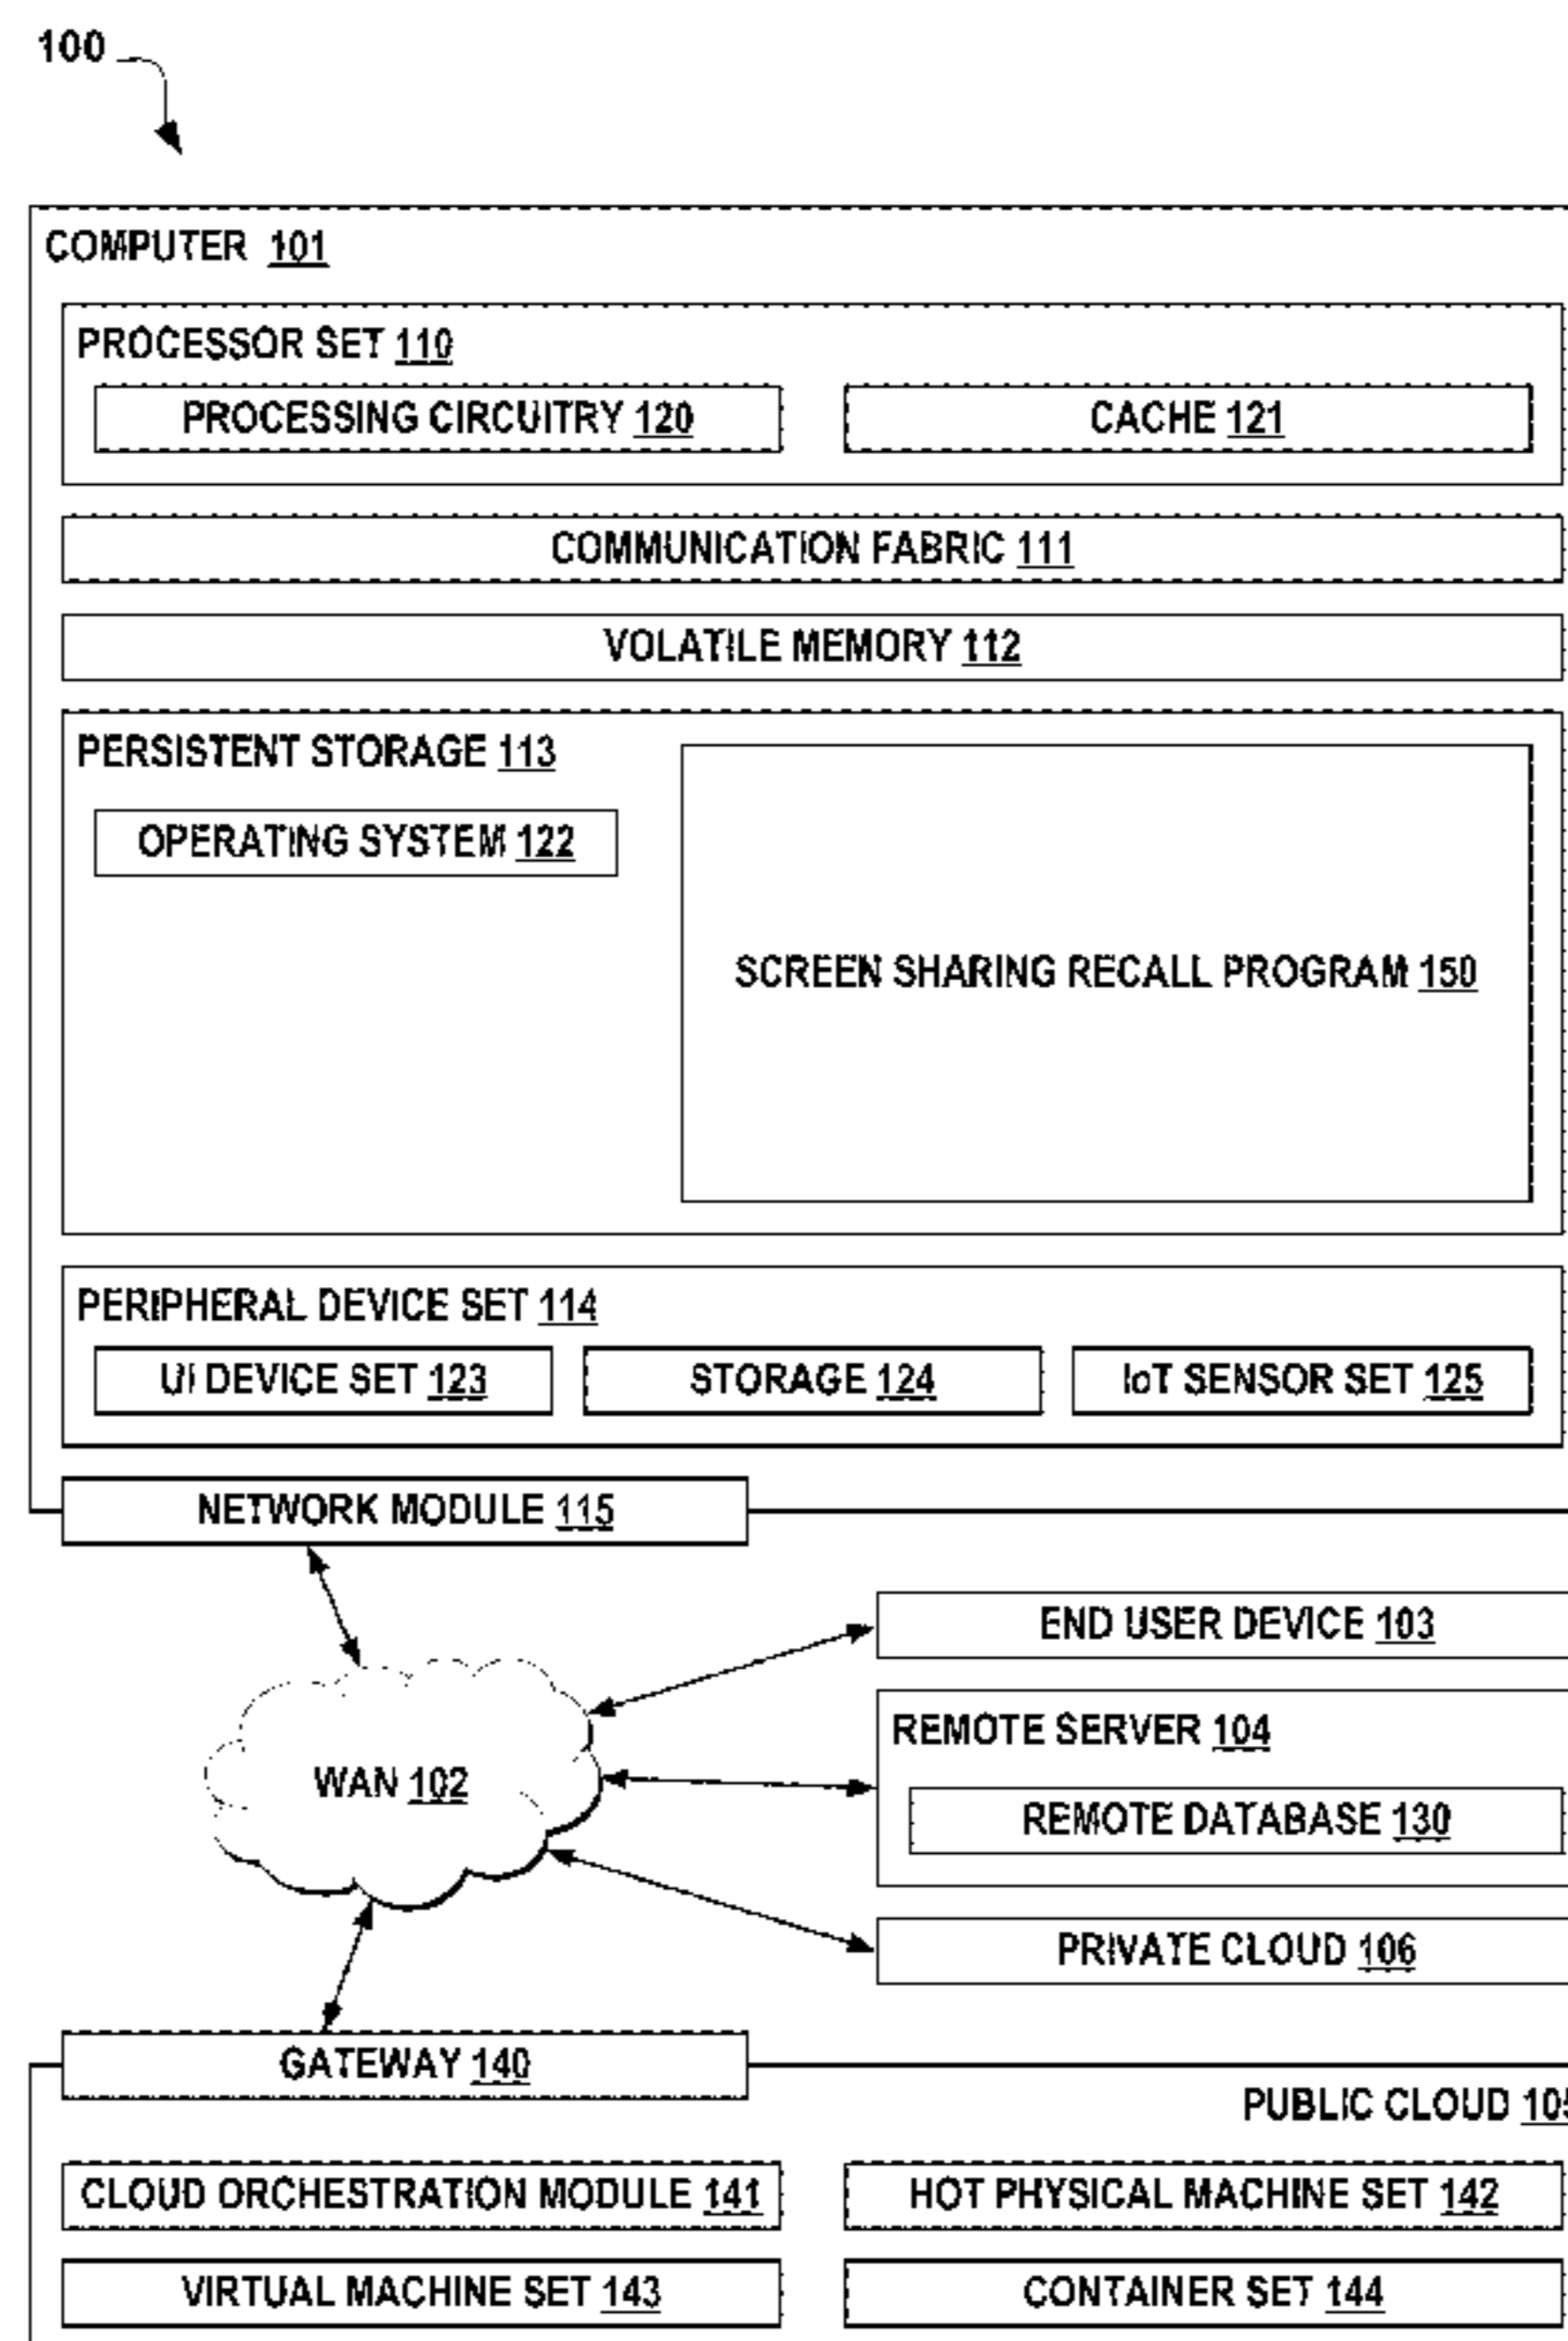 100
COMPUTER 101
PROCESSOR SET 110
PROCESSING CIRCUITRY 120
CACHE 121
COMMUNICATION FABRIC 111
VOLATILE MEMORY 112
PERSISTENT STORAGE 113
OPERATING SYSTEM 122
SCREEN SHARING RECALL PROGRAM 150
PERIPHERAL DEVICE SET 114
UI DEVICE SET 123
STORAGE 124
IoT SENSOR SET 125
NETWORK MODULE 115
END USER DEVICE 103
REMOTE SERVER 104
WAN 102
REMOTE DATABASE 130
PRIVATE CLOUD 106
GATEWAY 140
PUBLIC CLOUD 105
CLOUD ORCHESTRATION MODULE 141
HOT PHYSICAL MACHINE SET 142
VIRTUAL MACHINE SET 143
CONTAINER SET 144